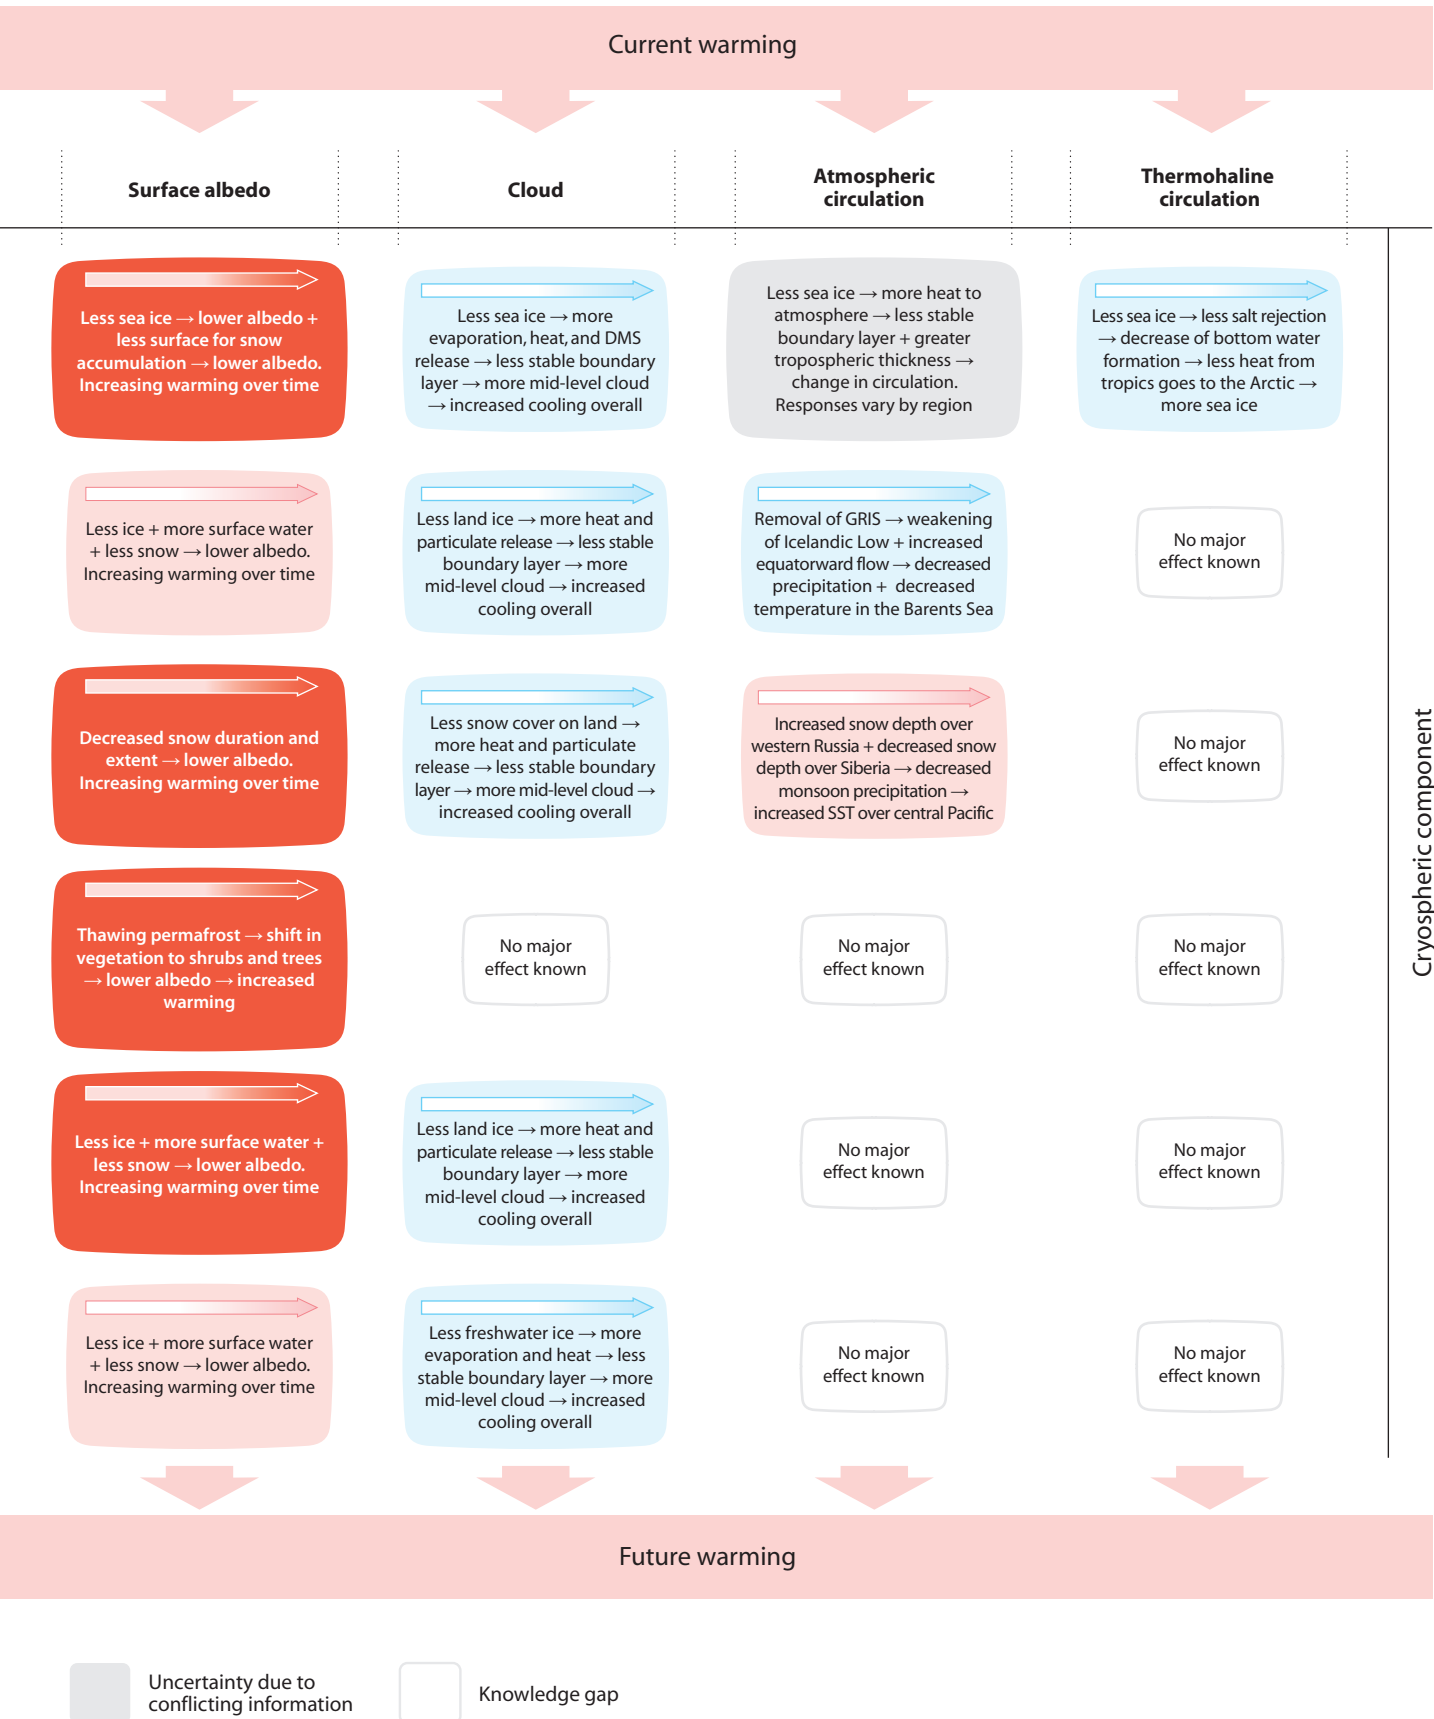 Current warming
Surface albedo
Cloud
Atmospheric
circulation
Thermohaline
circulation
Less sea ice → lower albedo +
less surface for snow
accumulation → lower albedo.
Increasing warming over time
Less sea ice → more
evaporation, heat, and DMS
release → less stable boundary
layer → more mid-level cloud
→ increased cooling overall
Less sea ice → more heat to
atmosphere → less stable
boundary layer + greater
tropospheric thickness →
change in circulation.
Responses vary by region
Less sea ice → less salt rejection
→ decrease of bottom water
formation → less heat from
tropics goes to the Arctic →
more sea ice
Less ice + more surface water
+ less snow → lower albedo.
Increasing warming over time
Less land ice → more heat and
particulate release → less stable
boundary layer → more
mid-level cloud → increased
cooling overall
Removal of GRIS → weakening
of Icelandic Low + increased
equatorward flow → decreased
precipitation + decreased
temperature in the Barents Sea
No major
effect known
Decreased snow duration and
extent → lower albedo.
Increasing warming over time
Less snow cover on land →
more heat and particulate
release → less stable boundary
layer → more mid-level cloud →
increased cooling overall
Increased snow depth over
western Russia + decreased snow
depth over Siberia → decreased
monsoon precipitation →
increased SST over central Pacific
No major
effect known
Thawing permafrost → shift in
vegetation to shrubs and trees
→ lower albedo → increased
warming
No major
effect known
No major
effect known
No major
effect known
Less ice + more surface water +
less snow → lower albedo.
Increasing warming over time
Less land ice → more heat and
particulate release → less stable
boundary layer → more
mid-level cloud → increased
cooling overall
No major
effect known
No major
effect known
Less ice + more surface water
+ less snow → lower albedo.
Increasing warming over time
Less freshwater ice → more
evaporation and heat → less
stable boundary layer → more
mid-level cloud → increased
cooling overall
No major
effect known
No major
effect known
Cryospheric component
Future warming
Uncertainty due to
conflicting information
Knowledge gap